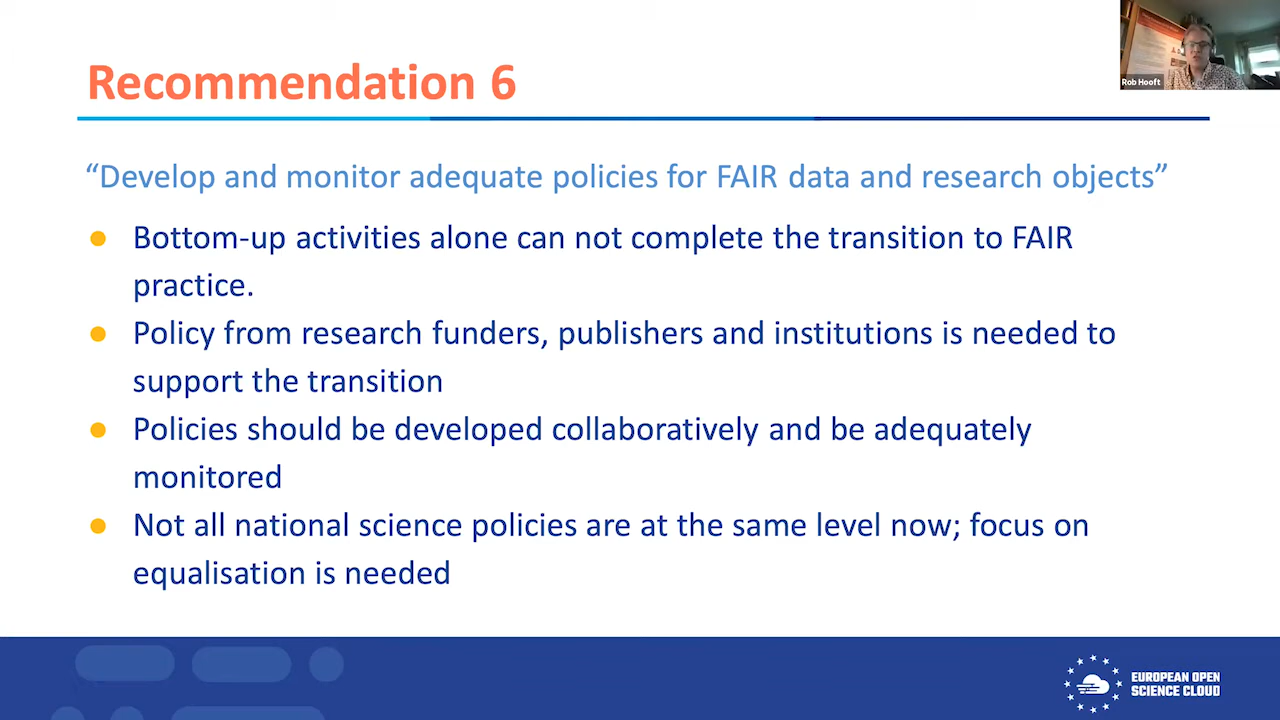 Recommendation 6
Rob Hooft
“Develop and monitor adequate policies for FAIR data and research objects”
● Bottom-up activities alone can not complete the transition to FAIR
practice.
● Policy from research funders, publishers and institutions is needed to
support the transition
● Policies should be developed collaboratively and be adequately
monitored
● Not all national science policies are at the same level now; focus on
equalisation is needed
EUROPEAN OPEN
SCIENCE CLOUD